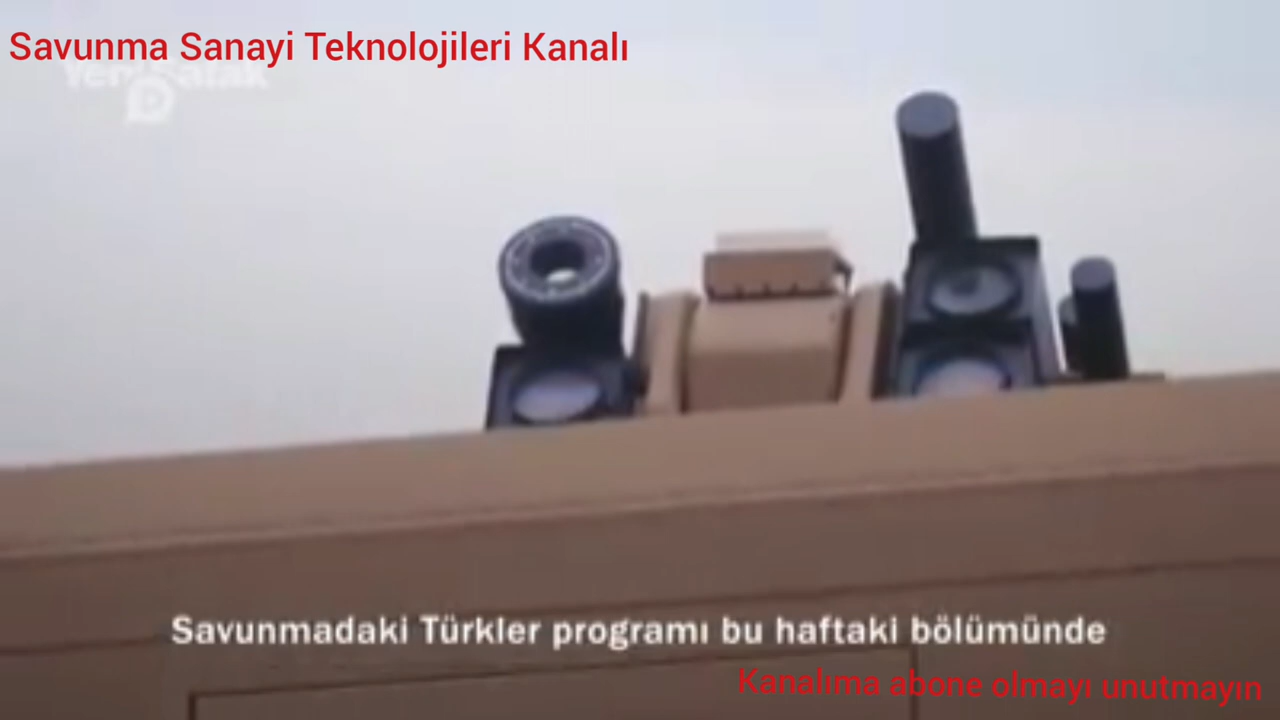 Savunma Sanayi Teknolojileri Kanalı
Savunmadaki Türkler programı bu haftaki bölümünde
Kanalıma abone olmayı unutmayın